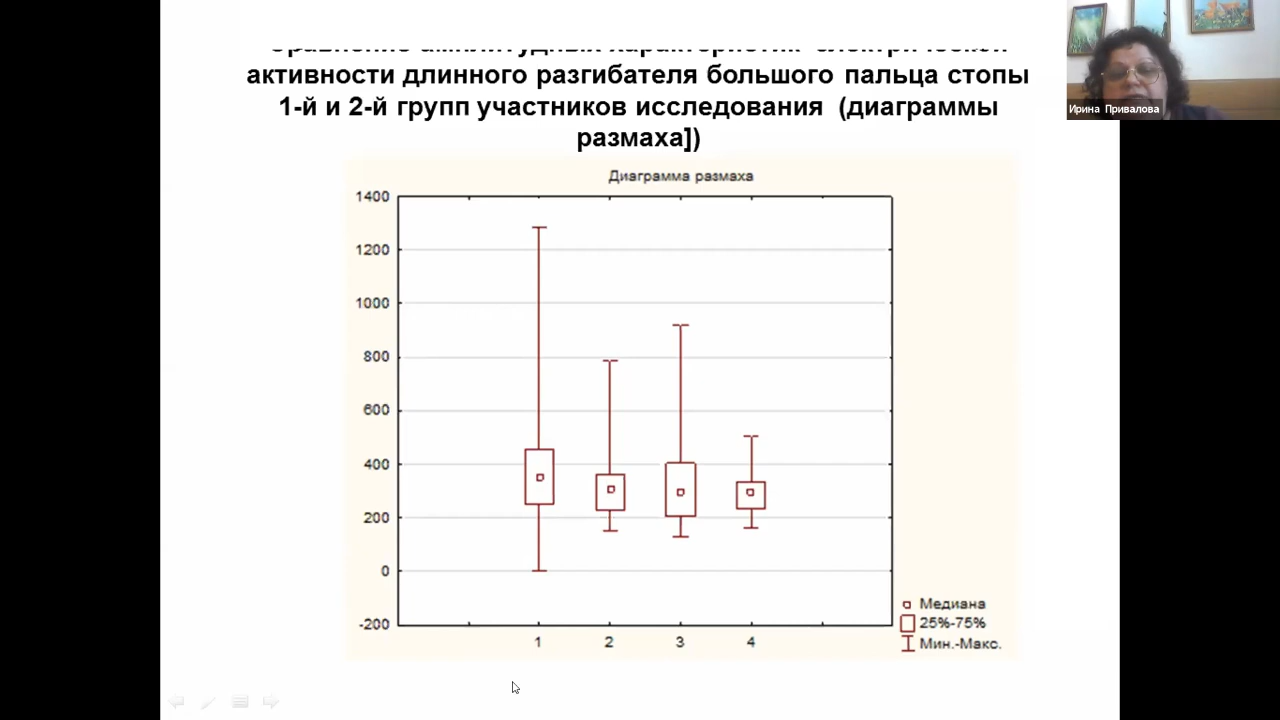 активности длинного разгибателя большого пальца стопы
1-й и 2-й групп участников исследования (диаграммы
размаха])
Ирина Привалова
Диаграмма размаха
1400
1200
1000
800
600
400
200
0
-200
1 2 3 4
Медиана
25%-75%
Мин.-Макс.